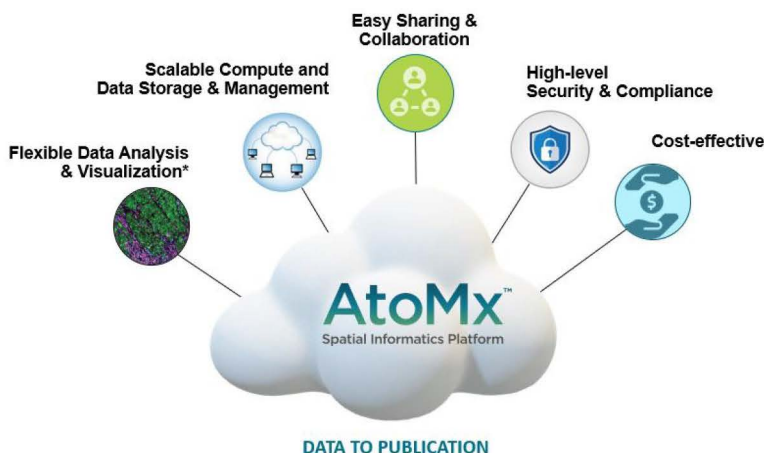 Easy Sharing &
Collaboration
Scalable Compute and
Data Storage & Management
High-level
Security & Compliance
Flexible Data Analysis
& Visualization*
Cost-effective
$
AtoMx™
Spatial Informatics Platform
DATA TO PUBLICATION